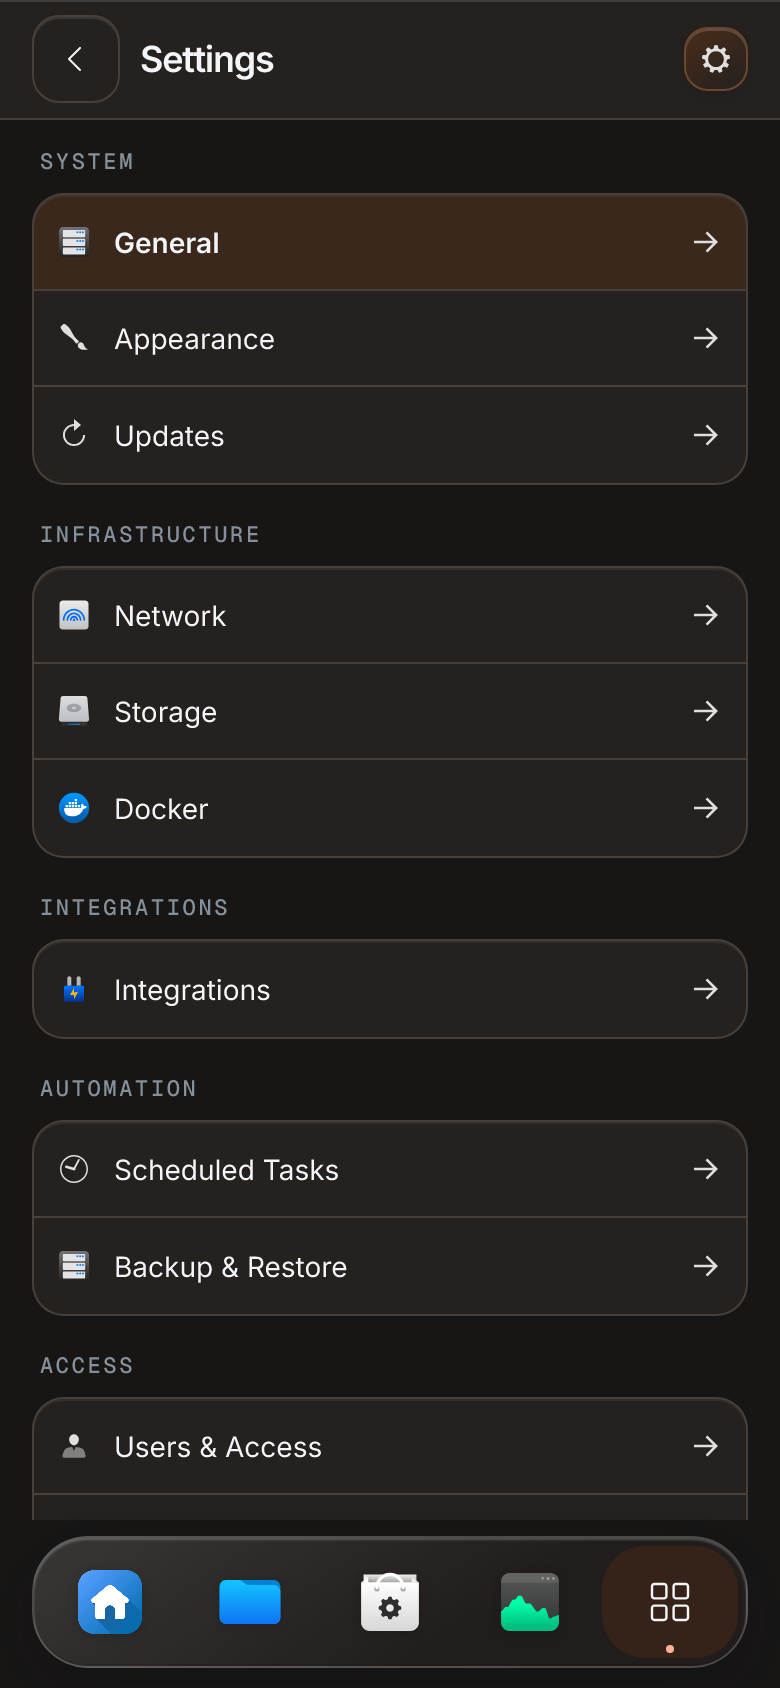 Settings
SYSTEM
General
Appearance
Updates
INFRASTRUCTURE
Network
Storage
Docker
INTEGRATIONS
Integrations
AUTOMATION
Scheduled Tasks
Backup & Restore
ACCESS
Users & Access